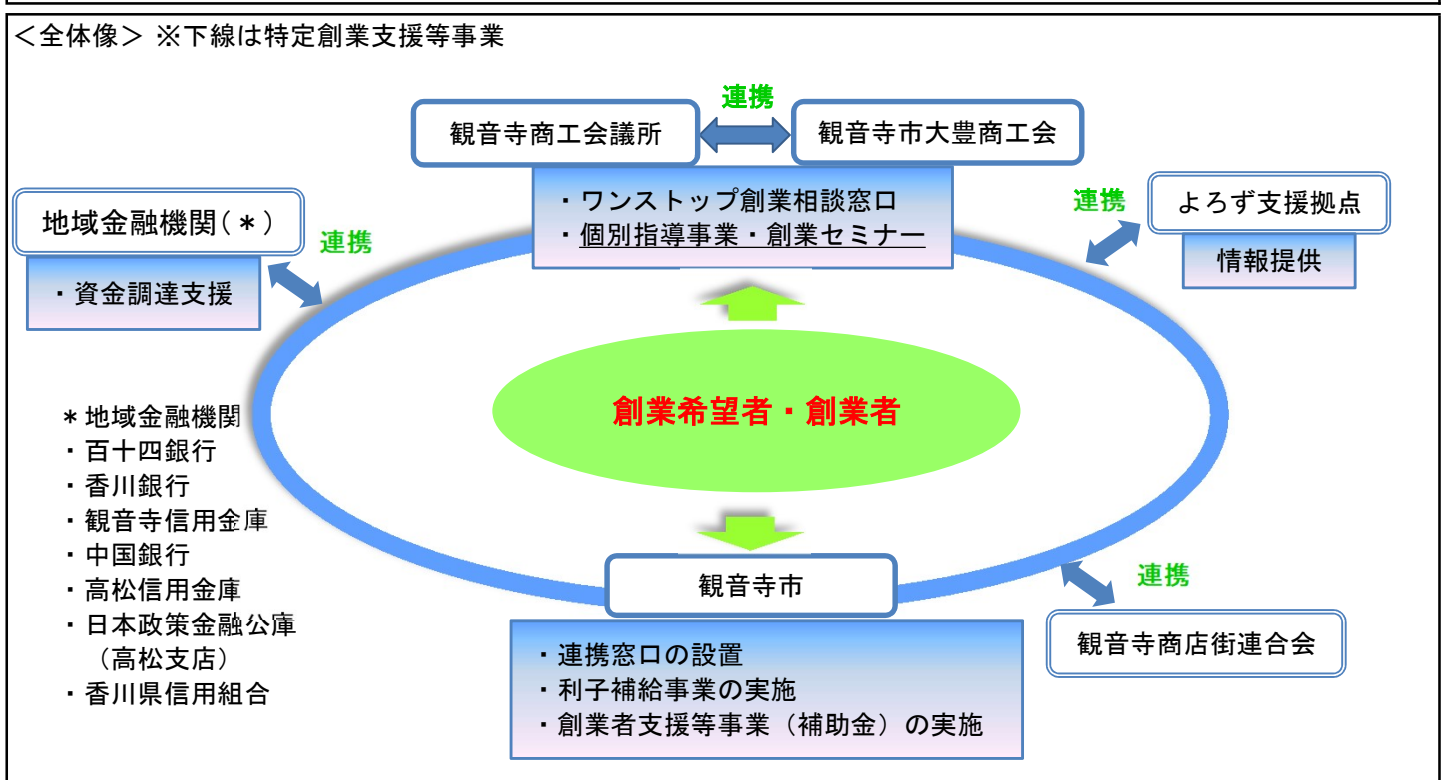 ＜全体像＞ ※下線は特定創業支援等事業
連携
観音寺商工会議所
観音寺市大豊商工会
・ワンストップ創業相談窓口
・個別指導事業・創業セミナー
地域金融機関(＊)
連携
・資金調達支援
連携
よろず支援拠点
情報提供
創業希望者・創業者
＊地域金融機関
・百十四銀行
・香川銀行
・観音寺信用金庫
・中国銀行
・高松信用金庫
・日本政策金融公庫
（高松支店）
・香川県信用組合
観音寺市
・連携窓口の設置
・利子補給事業の実施
・創業者支援等事業（補助金）の実施
連携
観音寺商店街連合会